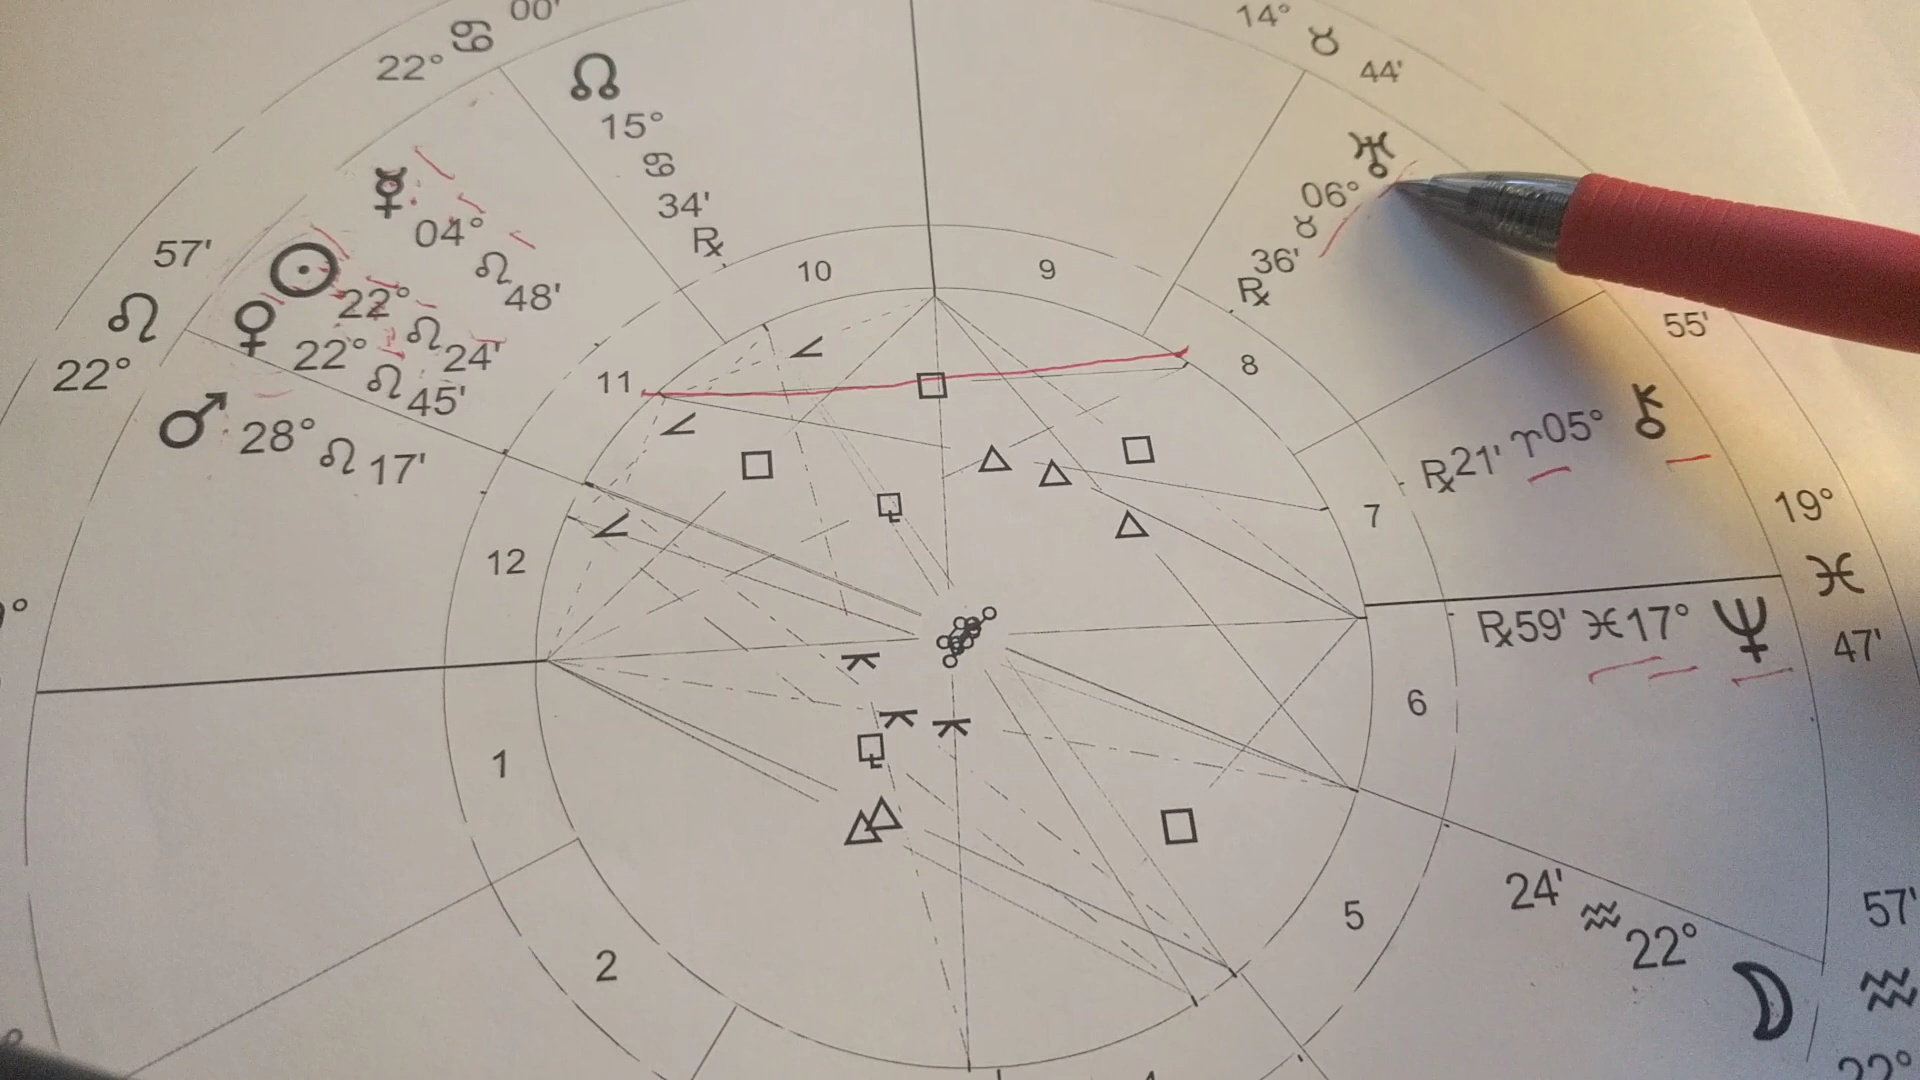 22° ♋ 00'
14° ♉ 44'
☊ 15° ♋ 34' ℞
♅ 06° ♉ 36' ℞
☿ 04° ♌ 48'
☉ 22° ♌ 24'
♀ 22° ♌ 45'
57' ♌ 22°
♂ 28° ♌ 17'
10
9
11
8
55'
℞ 21' ♈ 05° ⚷
12
7
19° ♓ 47'
℞ 59' ♓ 17° ♆
1
6
24' ♒ 22° ☽
2
5
57' ♒ 22°